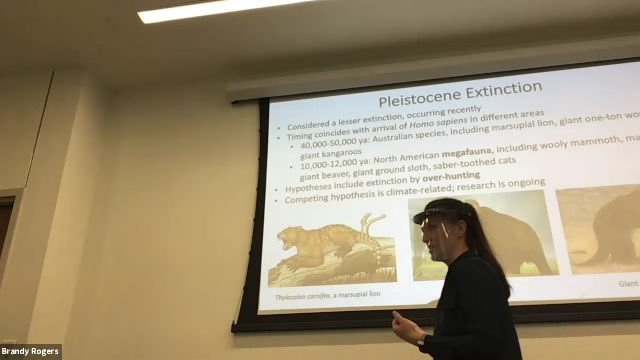 Pleistocene Extinction
• Considered a lesser extinction, occurring recently
• Timing coincides with arrival of Homo sapiens in different areas
• 40,000-50,000 ya: Australian species, including marsupial lion, giant one-ton
giant kangaroos
• 10,000-12,000 ya: North American megafauna, including wooly mammoth,
giant beaver, giant ground sloth, saber-toothed cats
• Hypotheses include extinction by over-hunting
• Competing hypothesis is climate-related; research is ongoing
Thylacoleo carnifex, a marsupial lion
Giant
Brandy Rogers